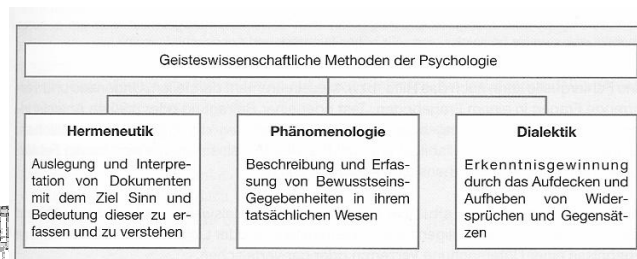 Geisteswissenschaftliche Methoden der Psychologie
Hermeneutik
Auslegung und Interpre-
tation von Dokumenten
mit dem Ziel Sinn und
Bedeutung dieser zu er-
fassen und zu verstehen
Phänomenologie
Beschreibung und Erfas-
sung von Bewusstseins-
Gegebenheiten in ihrem
tatsächlichen Wesen
Dialektik
Erkenntnisgewinnung
durch das Aufdecken und
Aufheben von Wider-
sprüchen und Gegensät-
zen